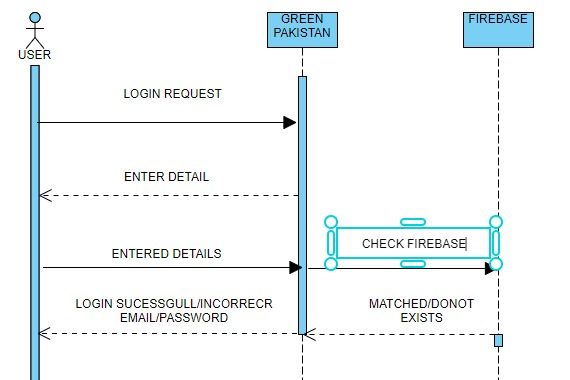 GREEN
PAKISTAN
FIREBASE
USER
LOGIN REQUEST
ENTER DETAIL
CHECK FIREBASE
ENTERED DETAILS
LOGIN SUCESSGULL/INCORRECR
EMAIL/PASSWORD
MATCHED/DONOT
EXISTS